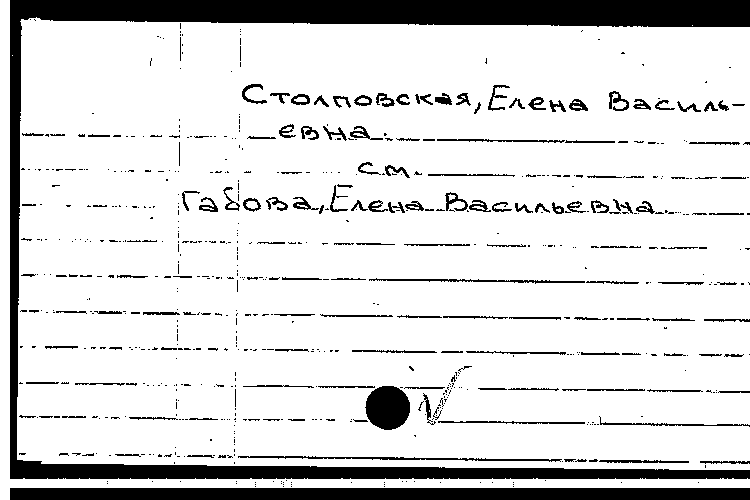 Столповская, Елена Василь-
евна.
см.
Габова, Елена Васильевна.